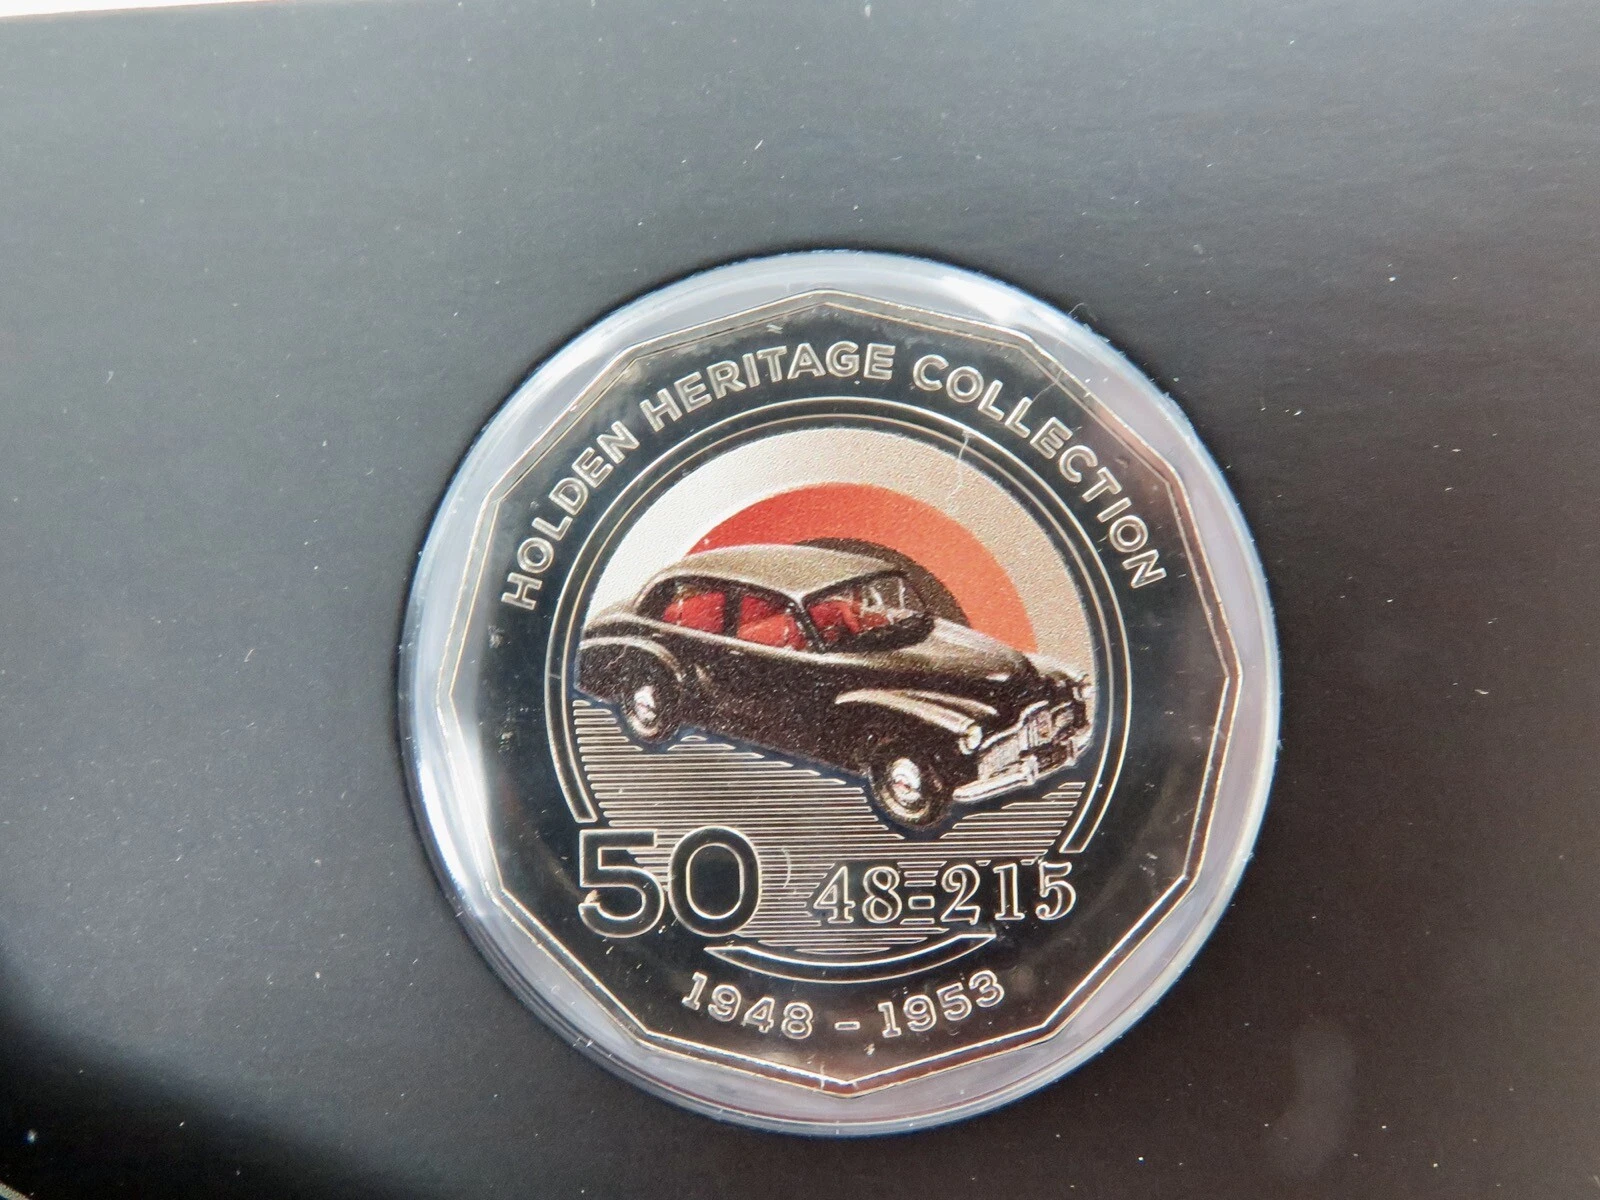 HOLDEN HERITAGE COLLECTION
50 48-215
1948 - 1953